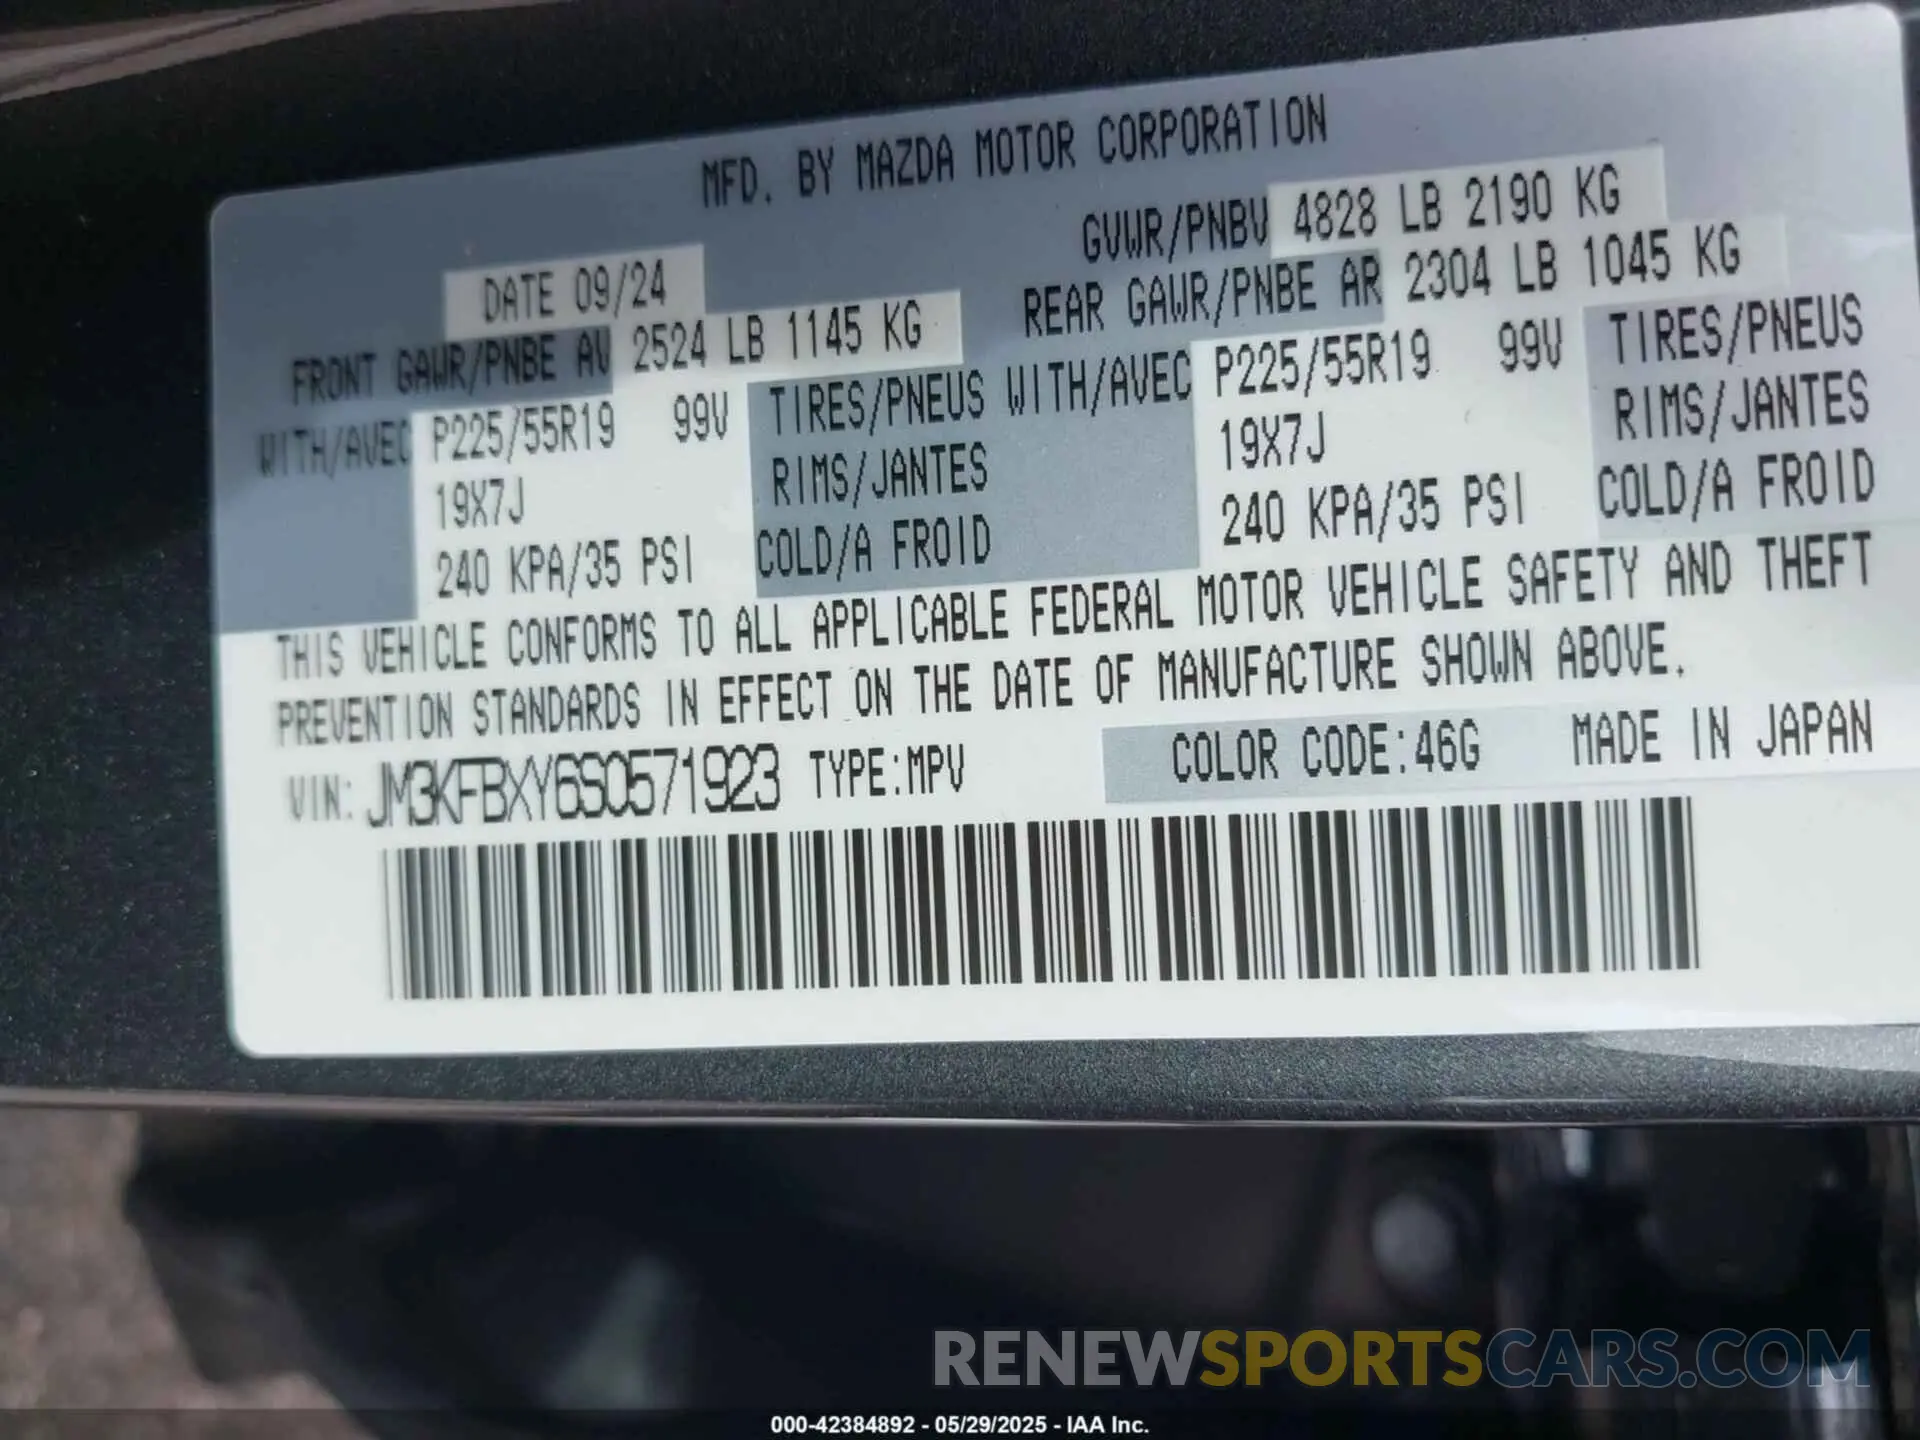 MFD. BY MAZDA MOTOR CORPORATION
DATE 09/24 GVWR/PNBV 4828 LB 2190 KG
FRONT GAWR/PNBE AV 2524 LB 1145 KG REAR GAWR/PNBE AR 2304 LB 1045 KG
WITH/AVEC P225/55R19 99V TIRES/PNEUS WITH/AVEC P225/55R19 99V TIRES/PNEUS
19X7J RIMS/JANTES 19X7J RIMS/JANTES
240 KPA/35 PSI COLD/A FROID 240 KPA/35 PSI COLD/A FROID
THIS VEHICLE CONFORMS TO ALL APPLICABLE FEDERAL MOTOR VEHICLE SAFETY AND THEFT
PREVENTION STANDARDS IN EFFECT ON THE DATE OF MANUFACTURE SHOWN ABOVE.
VIN: JM3KFBXY6S0571923 TYPE:MPV COLOR CODE:46G MADE IN JAPAN
RENEWSPORTSCARS.COM
000-42384892 - 05/29/2025 - IAA Inc.